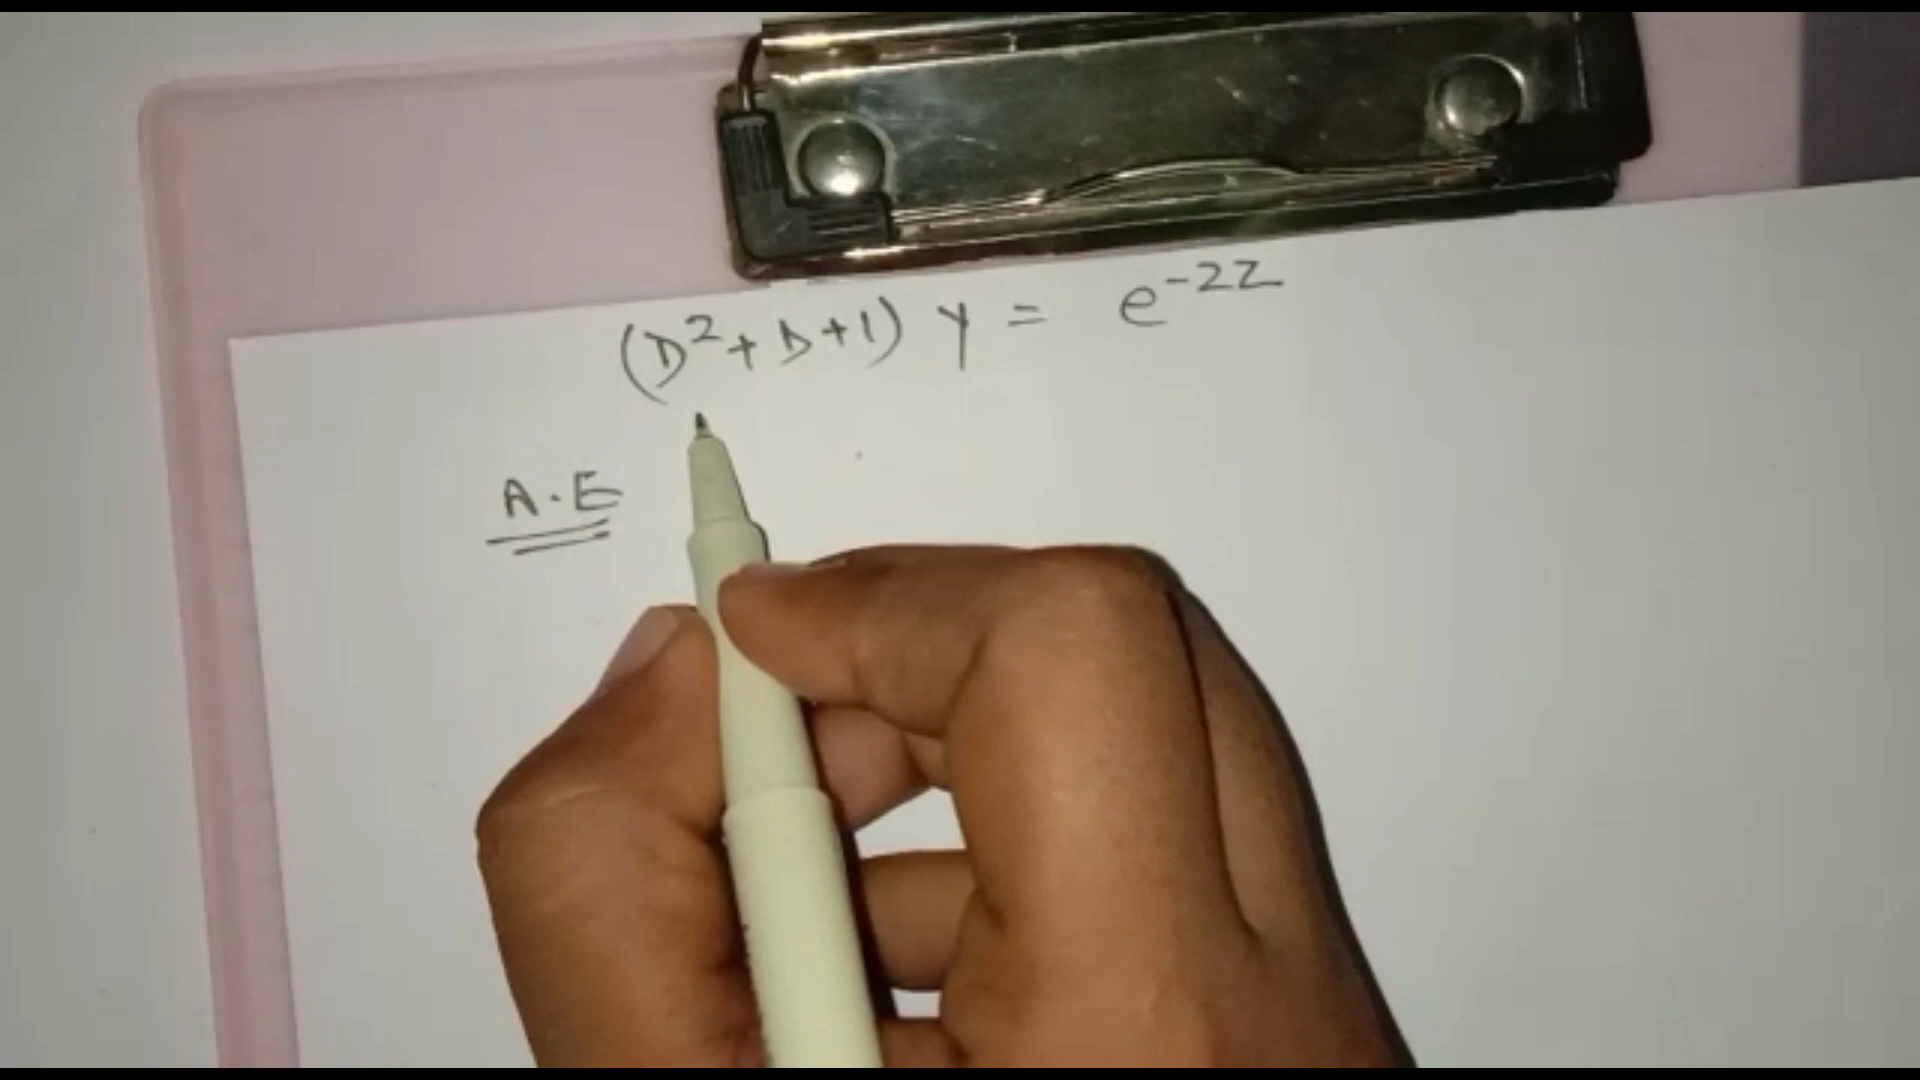 (D²+D+1) y = e⁻²ᶻ
A.E